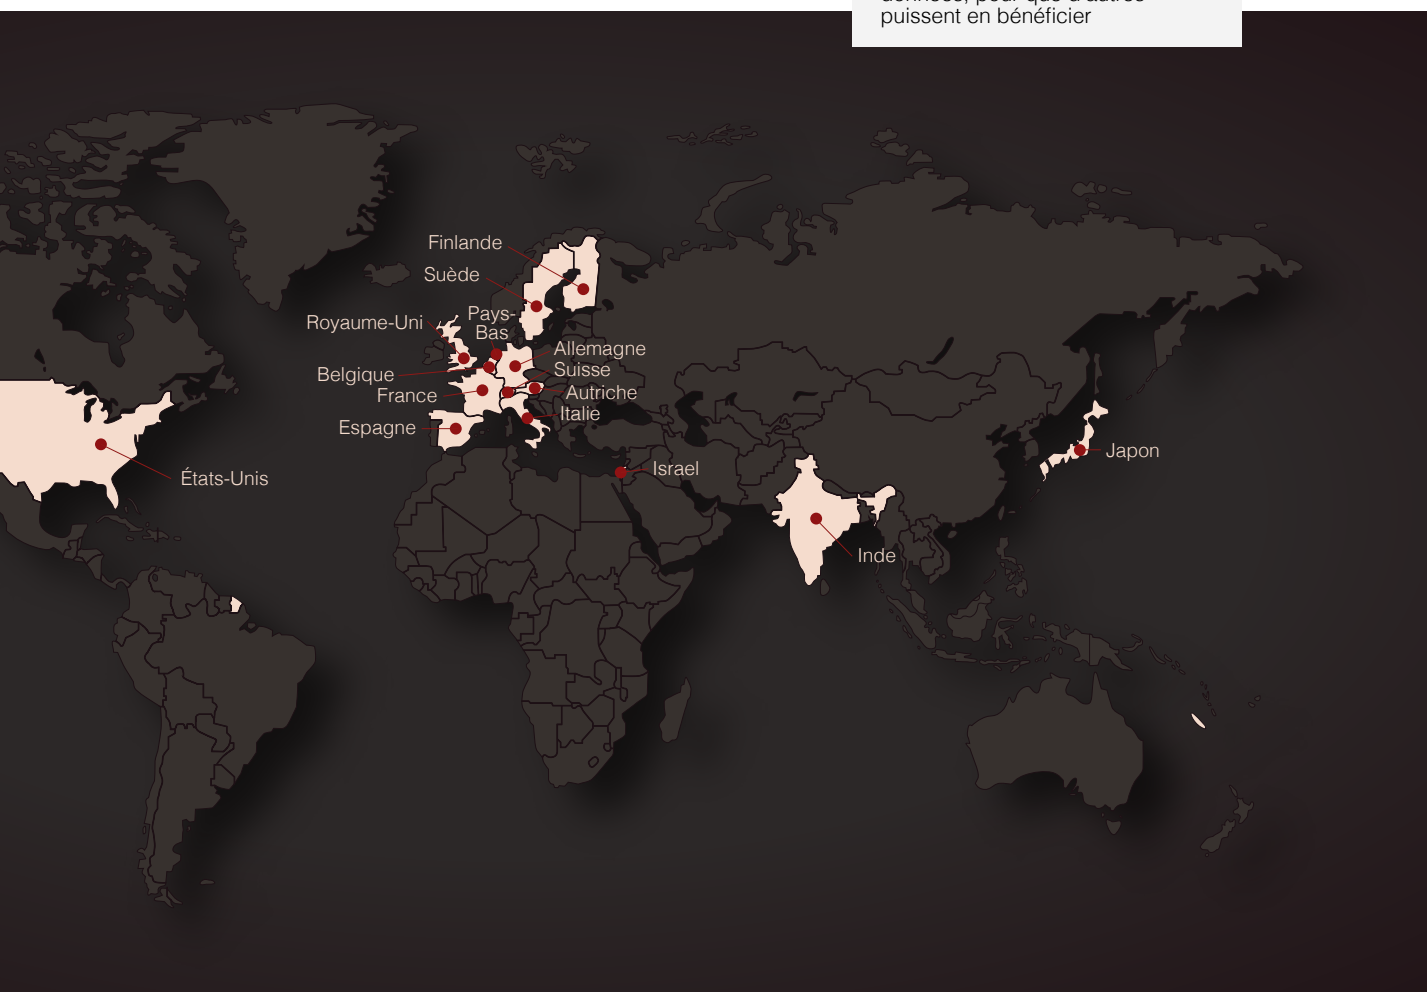 puissent en bénéficier
Finlande
Suède
Pays-
Bas
Royaume-Uni
Allemagne
Suisse
Belgique
Autriche
France
Italie
Espagne
Japon
Israel
États-Unis
Inde